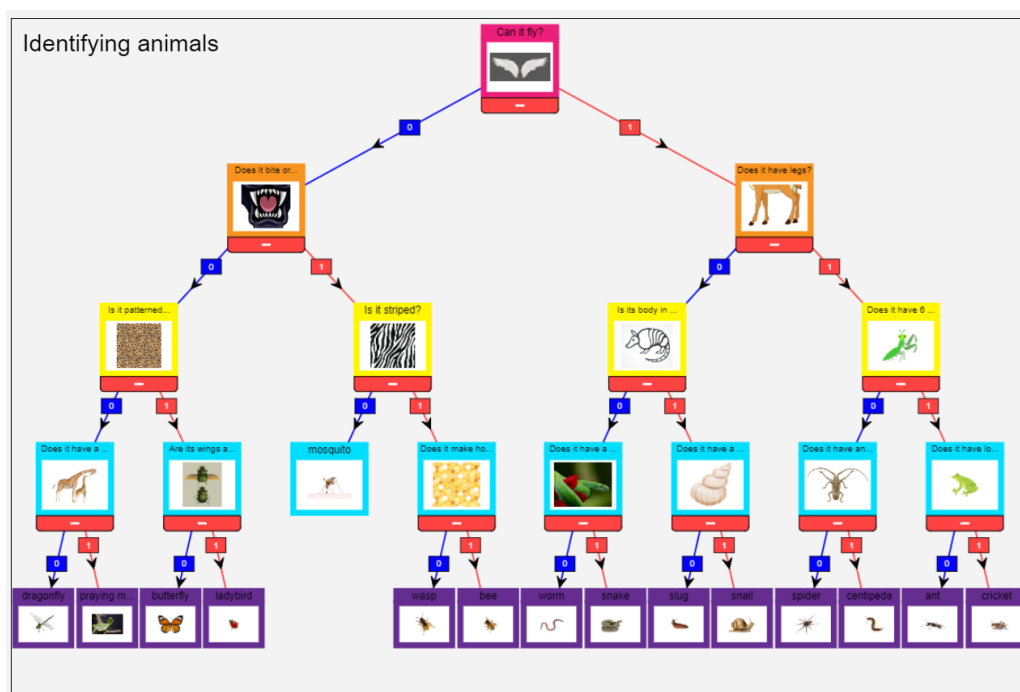 Identifying animals
Can it fly?
0
1
Does it bite or...
Does it have legs?
0
1
0
1
Is it patterned...
Is it striped?
Is its body in ...
Does it have 6 ...
0
1
0
1
0
1
0
1
Does it have a ...
Are its wings a...
mosquito
Does it make ho...
Does it have a ...
Does it have a ...
Does it have an...
Does it have lo...
0
1
0
1
0
1
0
1
0
1
0
1
0
1
dragonfly
praying m...
butterfly
ladybird
wasp
bee
worm
snake
slug
snail
spider
centipede
ant
cricket